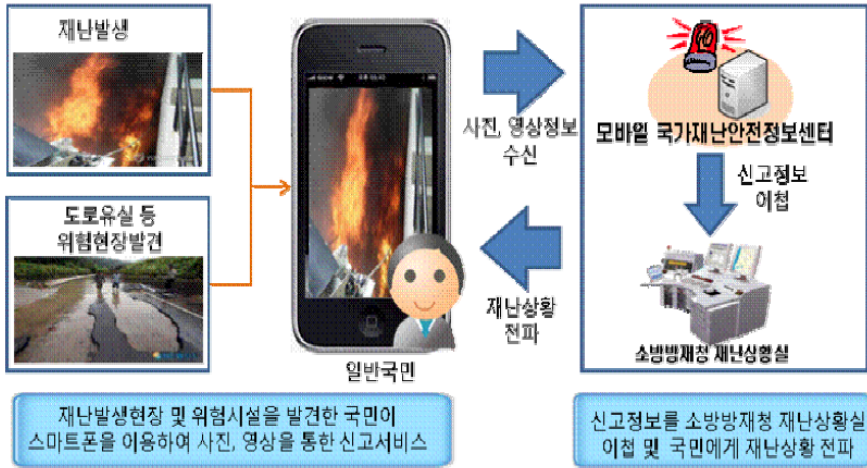 재난발생
도로유실 등
위험현장발견
일반국민
사진, 영상정보
수신
재난상황
전파
모바일 국가재난안전정보센터
신고정보
이첩
소방방재청 재난상황실
재난발생현장 및 위험시설을 발견한 국민이
스마트폰을 이용하여 사진, 영상을 통한 신고서비스
신고정보를 소방방재청 재난상황실
이첩 및 국민에게 재난상황 전파